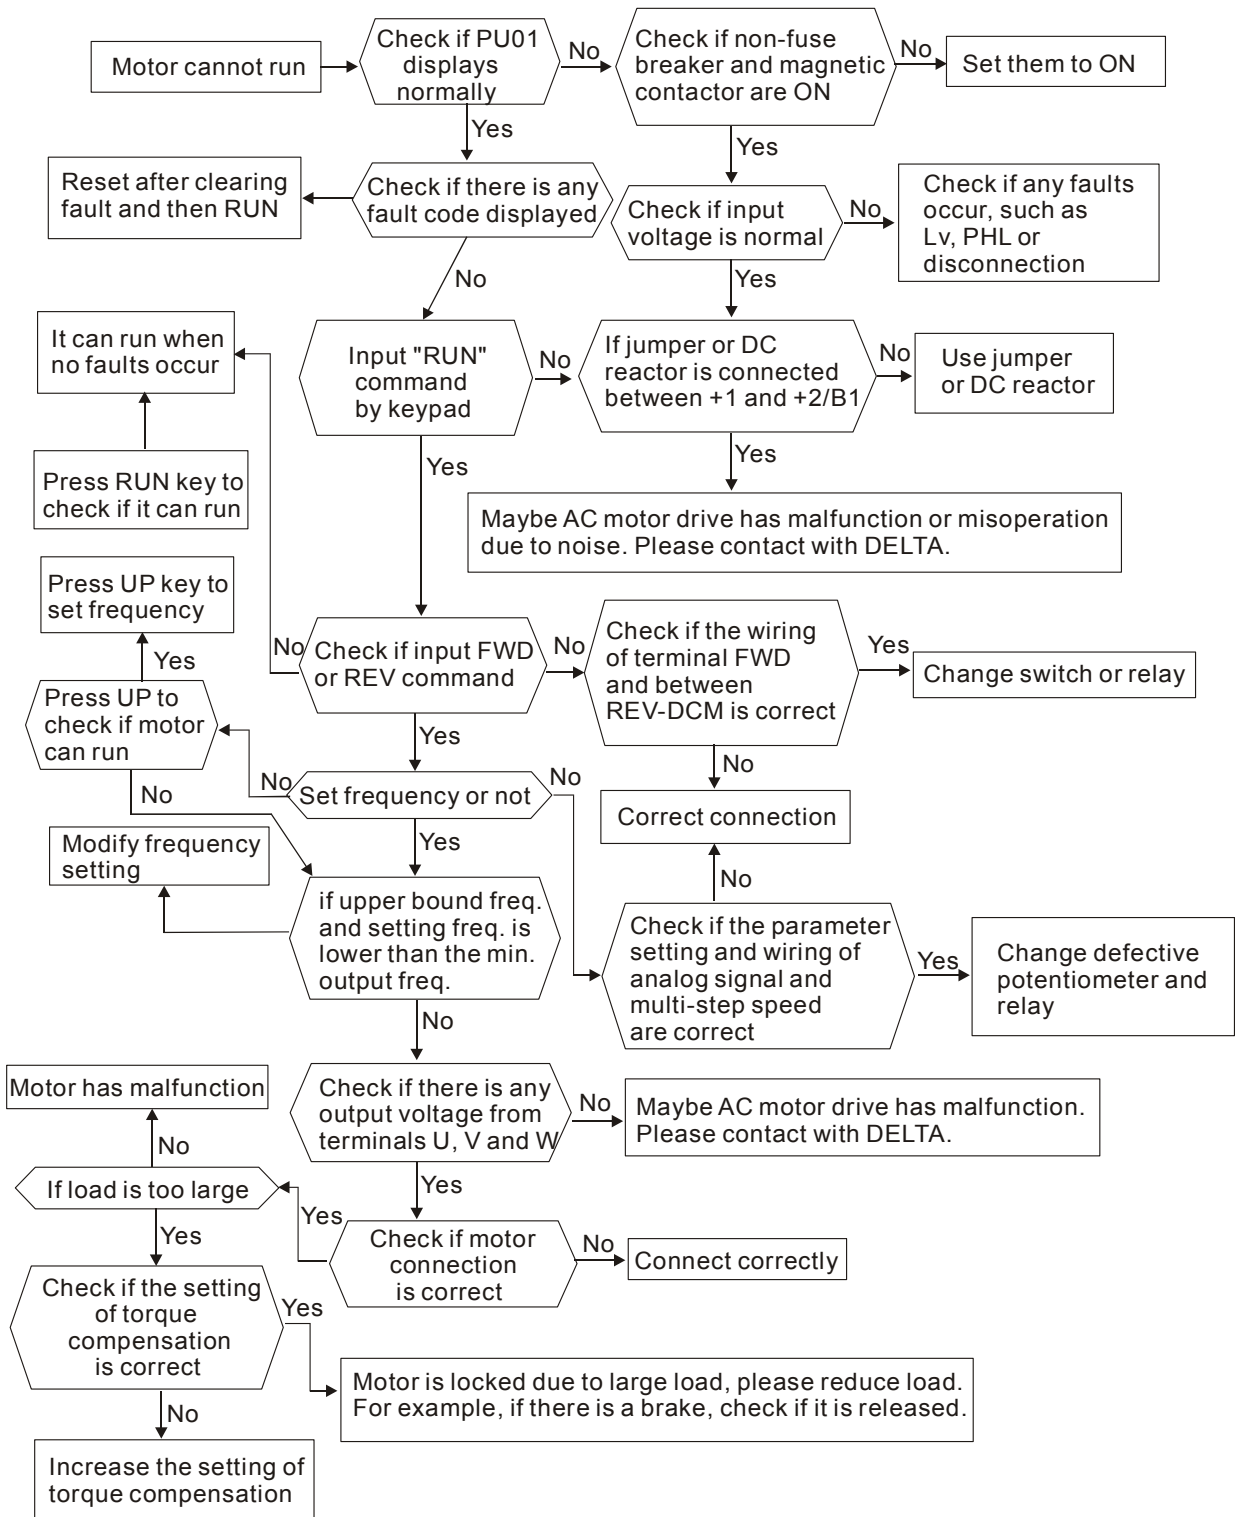 Motor cannot run
Check if PU01
displays
normally
No
Check if non-fuse
breaker and magnetic
contactor are ON
No
Set them to ON
Yes
Yes
Reset after clearing
fault and then RUN
Check if there is any
fault code displayed
Check if input
voltage is normal
No
Check if any faults
occur, such as
Lv, PHL or
disconnection
No
Yes
It can run when
no faults occur
Input "RUN"
command
by keypad
No
If jumper or DC
reactor is connected
between +1 and +2/B1
No
Use jumper
or DC reactor
Yes
Yes
Press RUN key to
check if it can run
Maybe AC motor drive has malfunction or misoperation
due to noise. Please contact with DELTA.
Press UP key to
set frequency
Yes
No
Check if input FWD
or REV command
No
Check if the wiring
of terminal FWD
and between
REV-DCM is correct
Yes
Change switch or relay
Press UP to
check if motor
can run
Yes
No
No
No
Set frequency or not
No
Correct connection
Modify frequency
setting
Yes
No
if upper bound freq.
and setting freq. is
lower than the min.
output freq.
Check if the parameter
setting and wiring of
analog signal and
multi-step speed
are correct
Yes
Change defective
potentiometer and
relay
No
Motor has malfunction
Check if there is any
output voltage from
terminals U, V and W
No
Maybe AC motor drive has malfunction.
Please contact with DELTA.
No
If load is too large
Yes
Yes
Yes
Check if motor
connection
is correct
No
Connect correctly
Check if the setting
of torque
compensation
is correct
Yes
Motor is locked due to large load, please reduce load.
For example, if there is a brake, check if it is released.
No
Increase the setting of
torque compensation